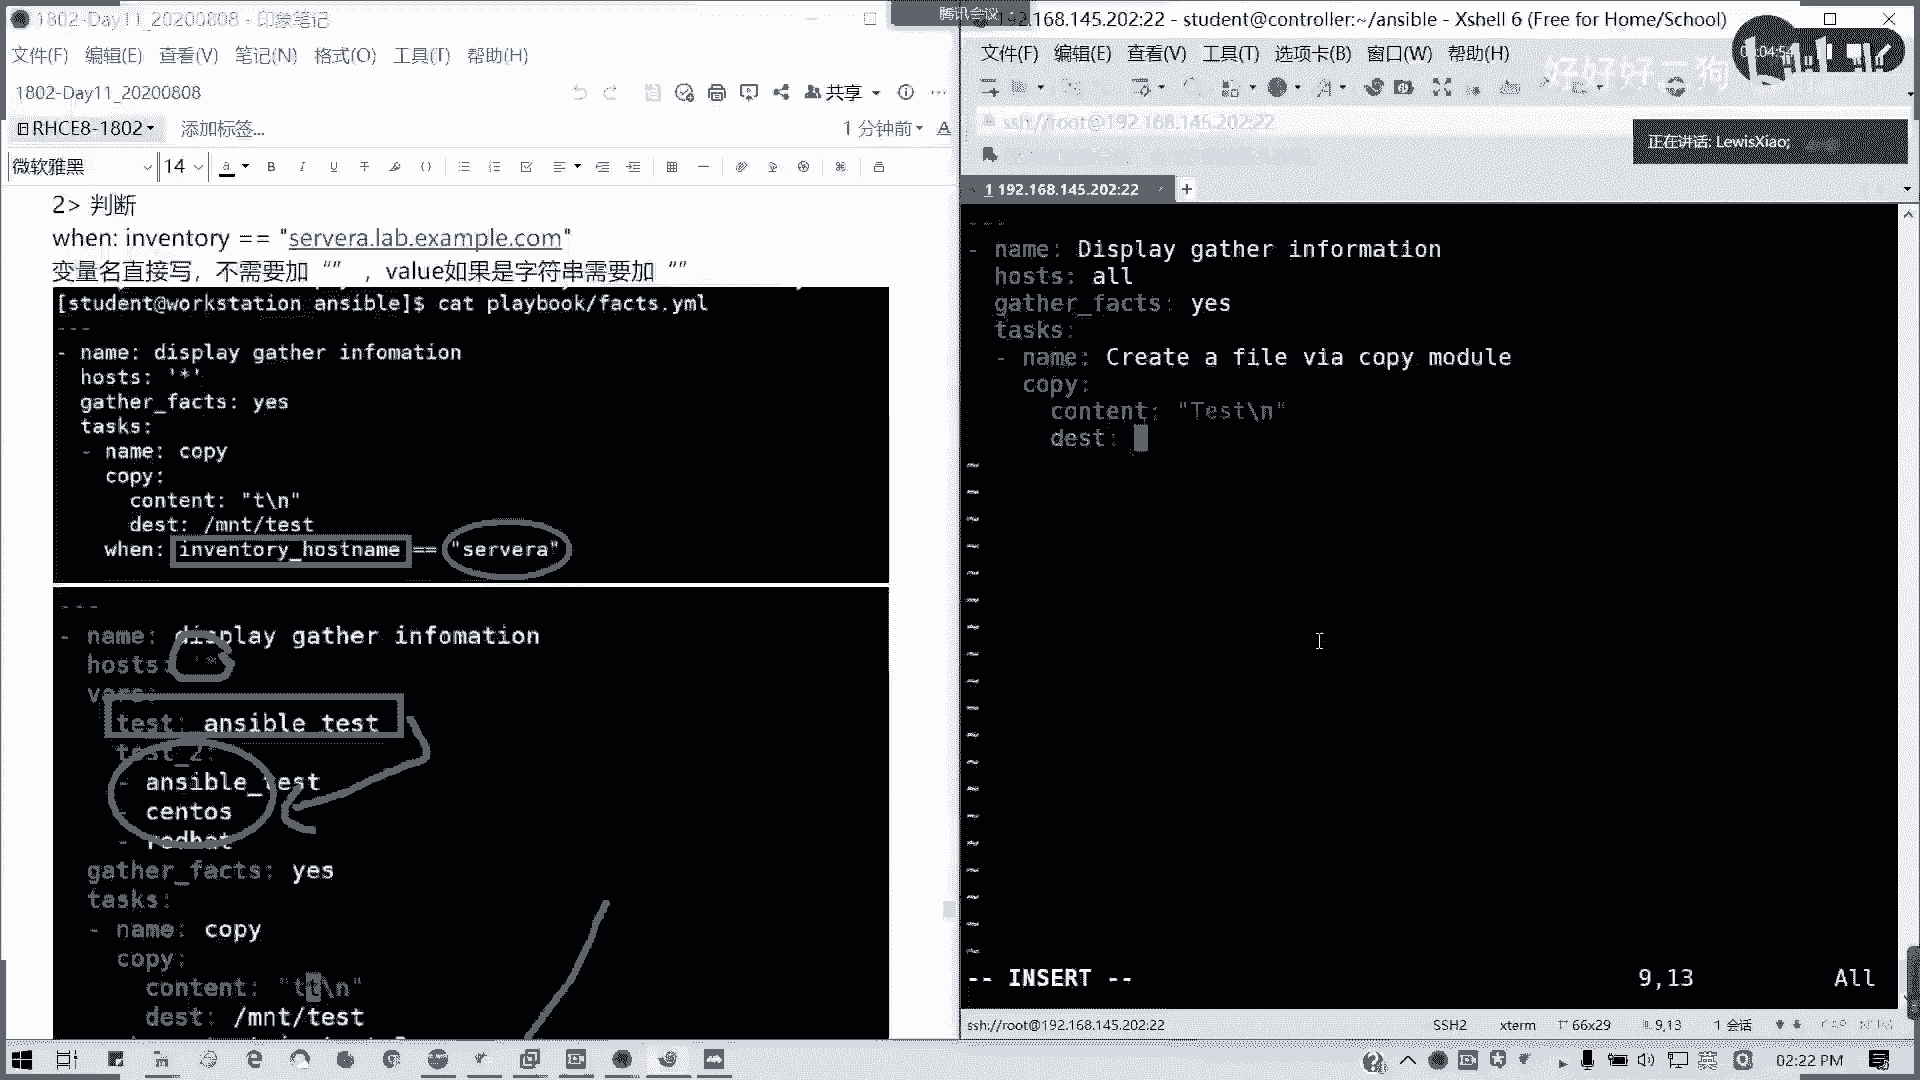 1802-Day11_20200808 - 印象笔记
文件(F) 编辑(E) 查看(V) 笔记(N) 格式(O) 工具(T) 帮助(H)
1802-Day11_20200808
共享
RHCE8-1802
添加标签...
1 分钟前
微软雅黑 14
2> 判断
when: inventory == "servera.lab.example.com"
变量名直接写，不需要加 “” ，value如果是字符串需要加 “”
[student@workstation ansible]$ cat playbook/facts.yml
---
- name: display gather infomation
hosts: '*'
gather_facts: yes
tasks:
- name: copy
copy:
content: "t\n"
dest: /mnt/test
when: inventory_hostname == "servera"
---
- name: display gather infomation
hosts: '*'
vars:
test: ansible_test
test_2:
- ansible_test
- centos
- redhat
gather_facts: yes
tasks:
- name: copy
copy:
content: "tt\n"
dest: /mnt/test
腾讯会议
192.168.145.202:22 - student@controller:~/ansible - Xshell 6 (Free for Home/School)
文件(F) 编辑(E) 查看(V) 工具(T) 选项卡(B) 窗口(W) 帮助(H)
好好好二狗
ssh://root@192.168.145.202:22
正在讲话: LewisXiao;
1 192.168.145.202:22
---
- name: Display gather information
hosts: all
gather_facts: yes
tasks:
- name: Create a file via copy module
copy:
content: "Test\n"
dest:
-- INSERT -- 9,13 All
ssh://root@192.168.145.202:22 SSH2 xterm 66x29 9,13 1 会话
英 02:22 PM